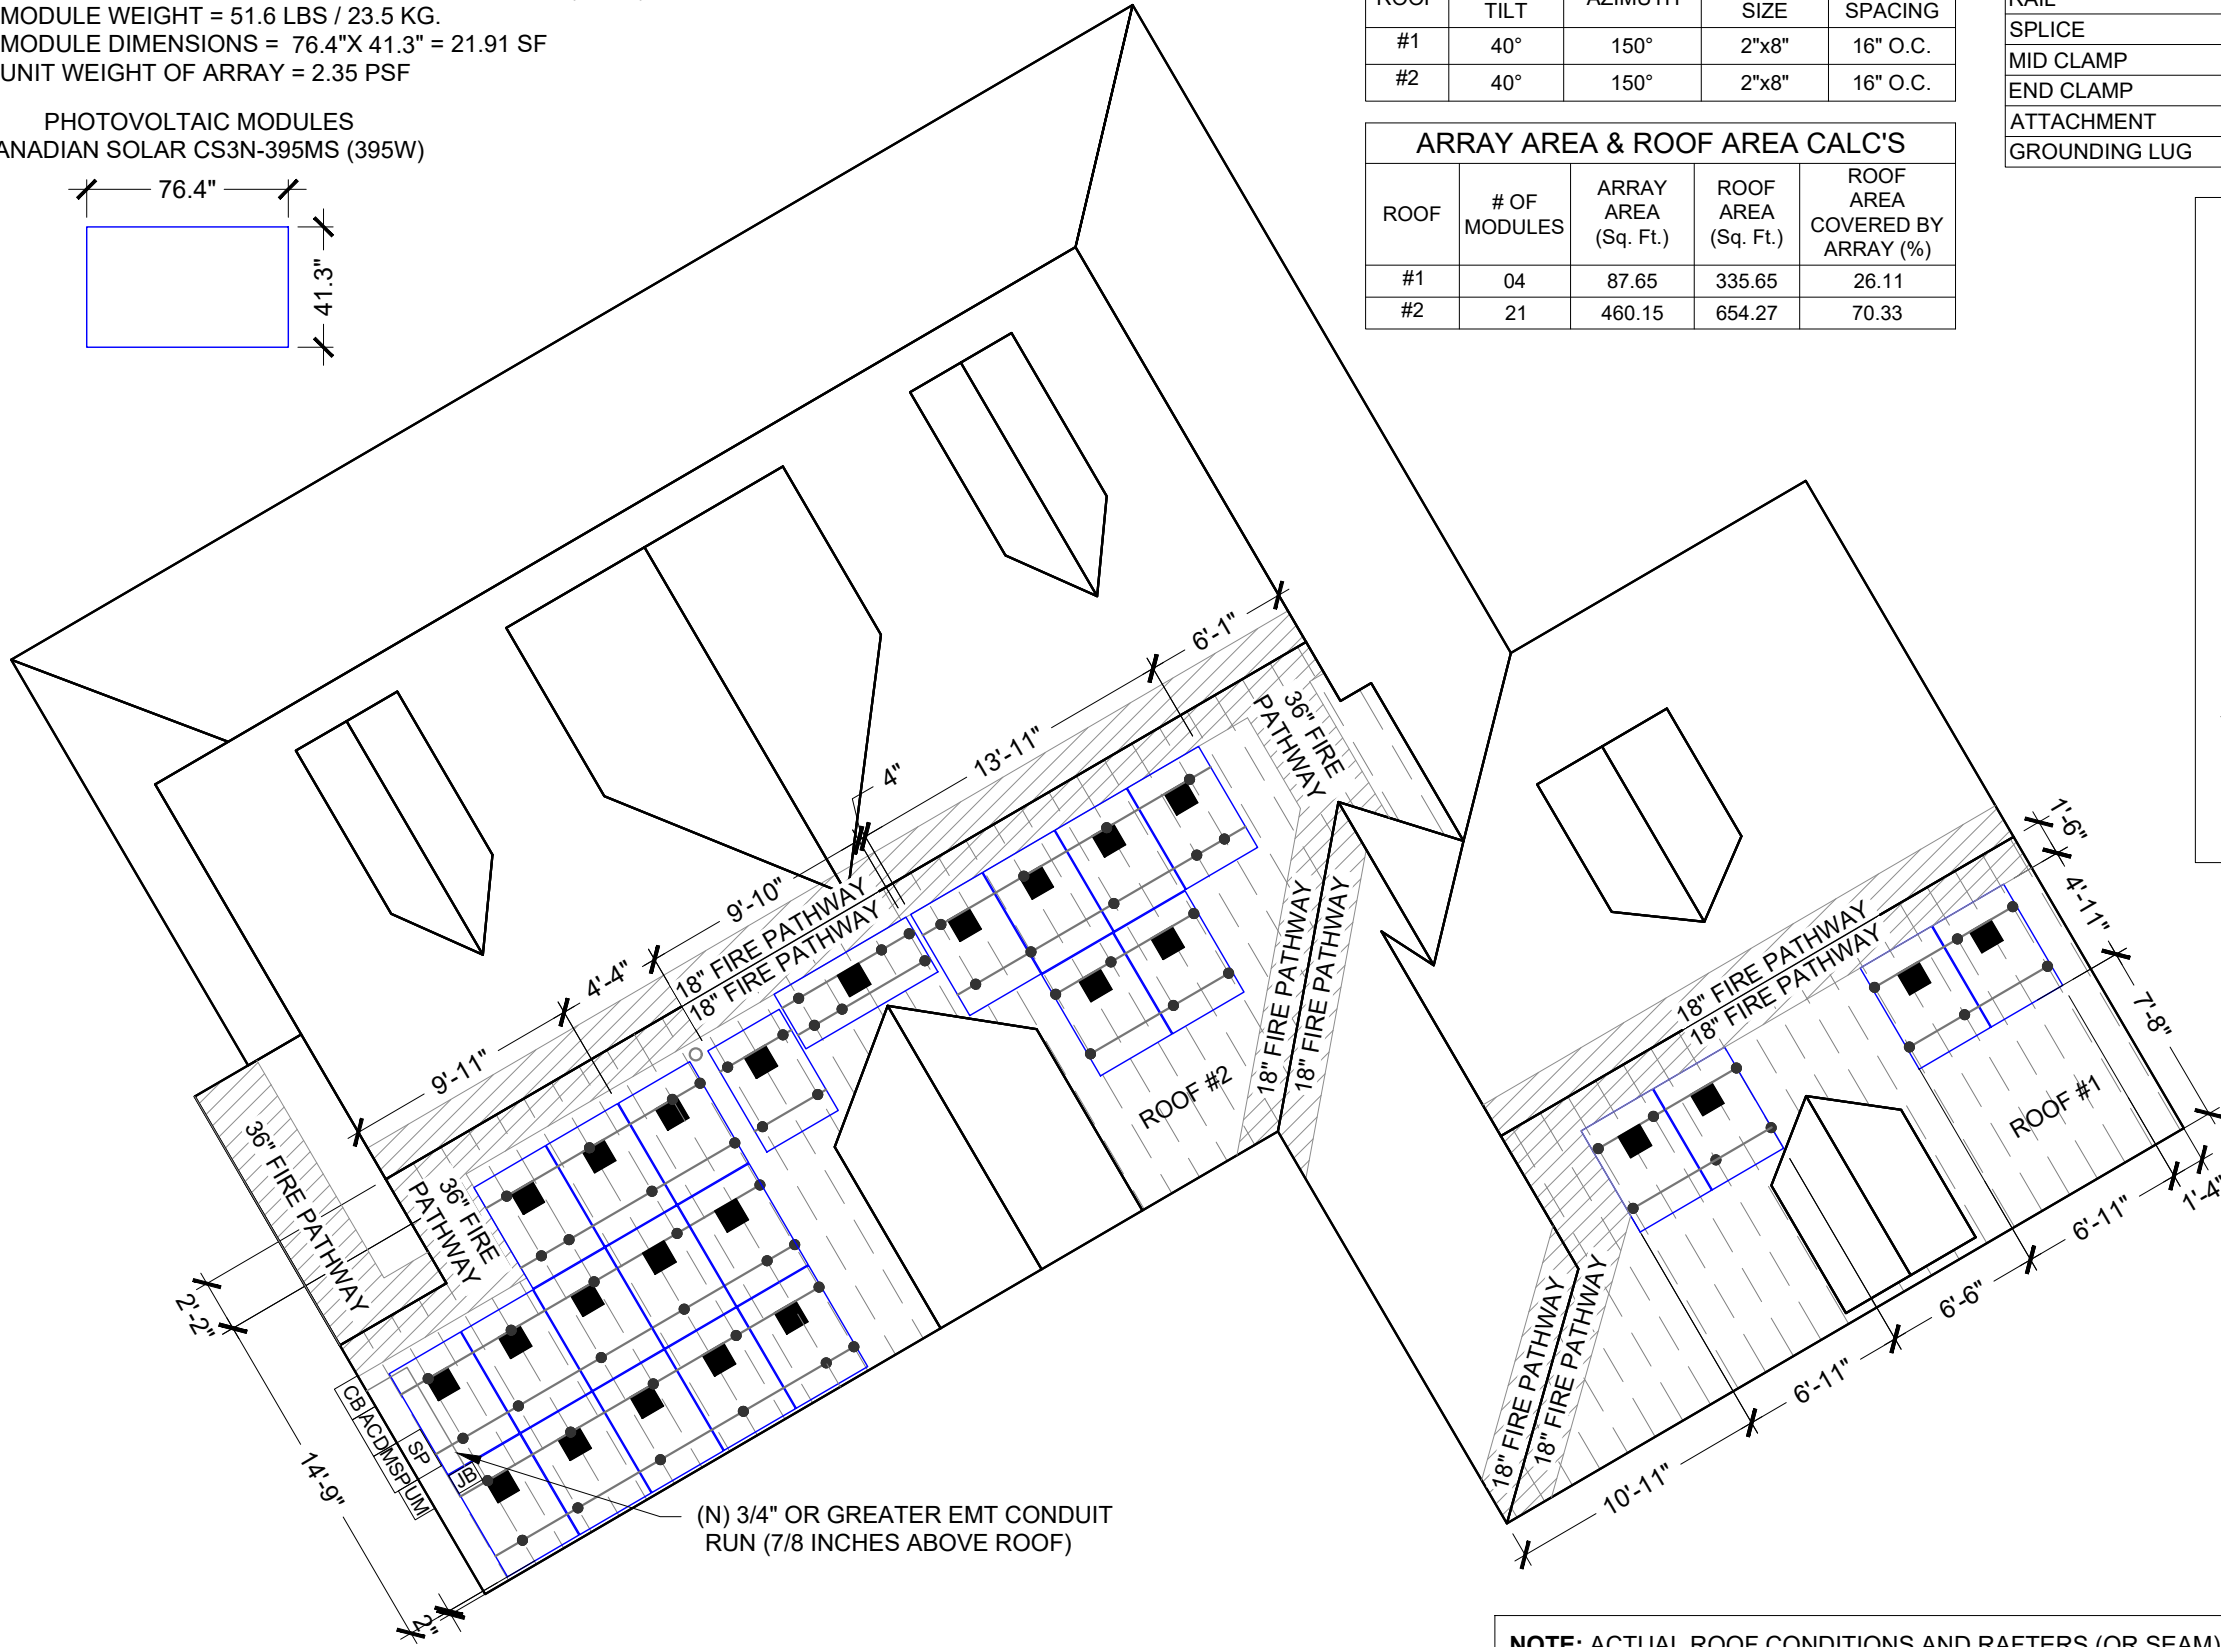 MODULE WEIGHT = 51.6 LBS / 23.5 KG.
MODULE DIMENSIONS = 76.4"X 41.3" = 21.91 SF
UNIT WEIGHT OF ARRAY = 2.35 PSF
PHOTOVOLTAIC MODULES
ANADIAN SOLAR CS3N-395MS (395W)
76.4"
41.3"
TILT SIZE SPACING
#1 40° 150° 2"x8" 16" O.C.
#2 40° 150° 2"x8" 16" O.C.
ARRAY AREA & ROOF AREA CALC'S
ROOF
# OF
MODULES
ARRAY
AREA
(Sq. Ft.)
ROOF
AREA
(Sq. Ft.)
ROOF
AREA
COVERED BY
ARRAY (%)
#1 04 87.65 335.65 26.11
#2 21 460.15 654.27 70.33
SPLICE
MID CLAMP
END CLAMP
ATTACHMENT
GROUNDING LUG
6'-1"
13'-11"
4"
9'-10"
4'-4"
9'-11"
18" FIRE PATHWAY
18" FIRE PATHWAY
36" FIRE
PATHWAY
36" FIRE PATHWAY
36" FIRE
PATHWAY
18" FIRE PATHWAY
18" FIRE PATHWAY
ROOF #2
2'-2"
14'-9"
2"
CB
ACD
MSP
UM
SP
JB
(N) 3/4" OR GREATER EMT CONDUIT
RUN (7/8 INCHES ABOVE ROOF)
18" FIRE PATHWAY
18" FIRE PATHWAY
1'-6"
4'-11"
7'-8"
1'-4"
ROOF #1
6'-11"
6'-6"
6'-11"
10'-11"
18" FIRE PATHWAY
18" FIRE PATHWAY
NOTE: ACTUAL ROOF CONDITIONS AND RAFTERS (OR SEAM)